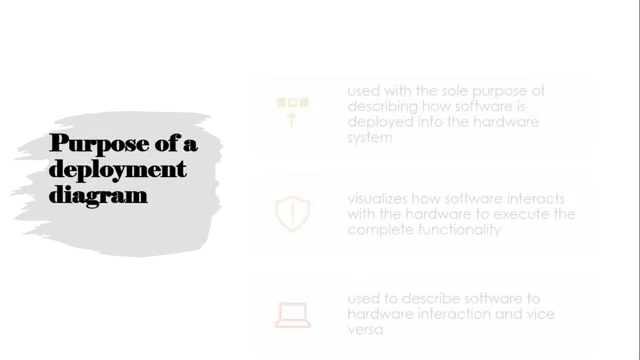 Purpose of a
deployment
diagram
used with the sole purpose of
describing how software is
deployed into the hardware
system
visualizes how software interacts
with the hardware to execute the
complete functionality
used to describe software to
hardware interaction and vice
versa